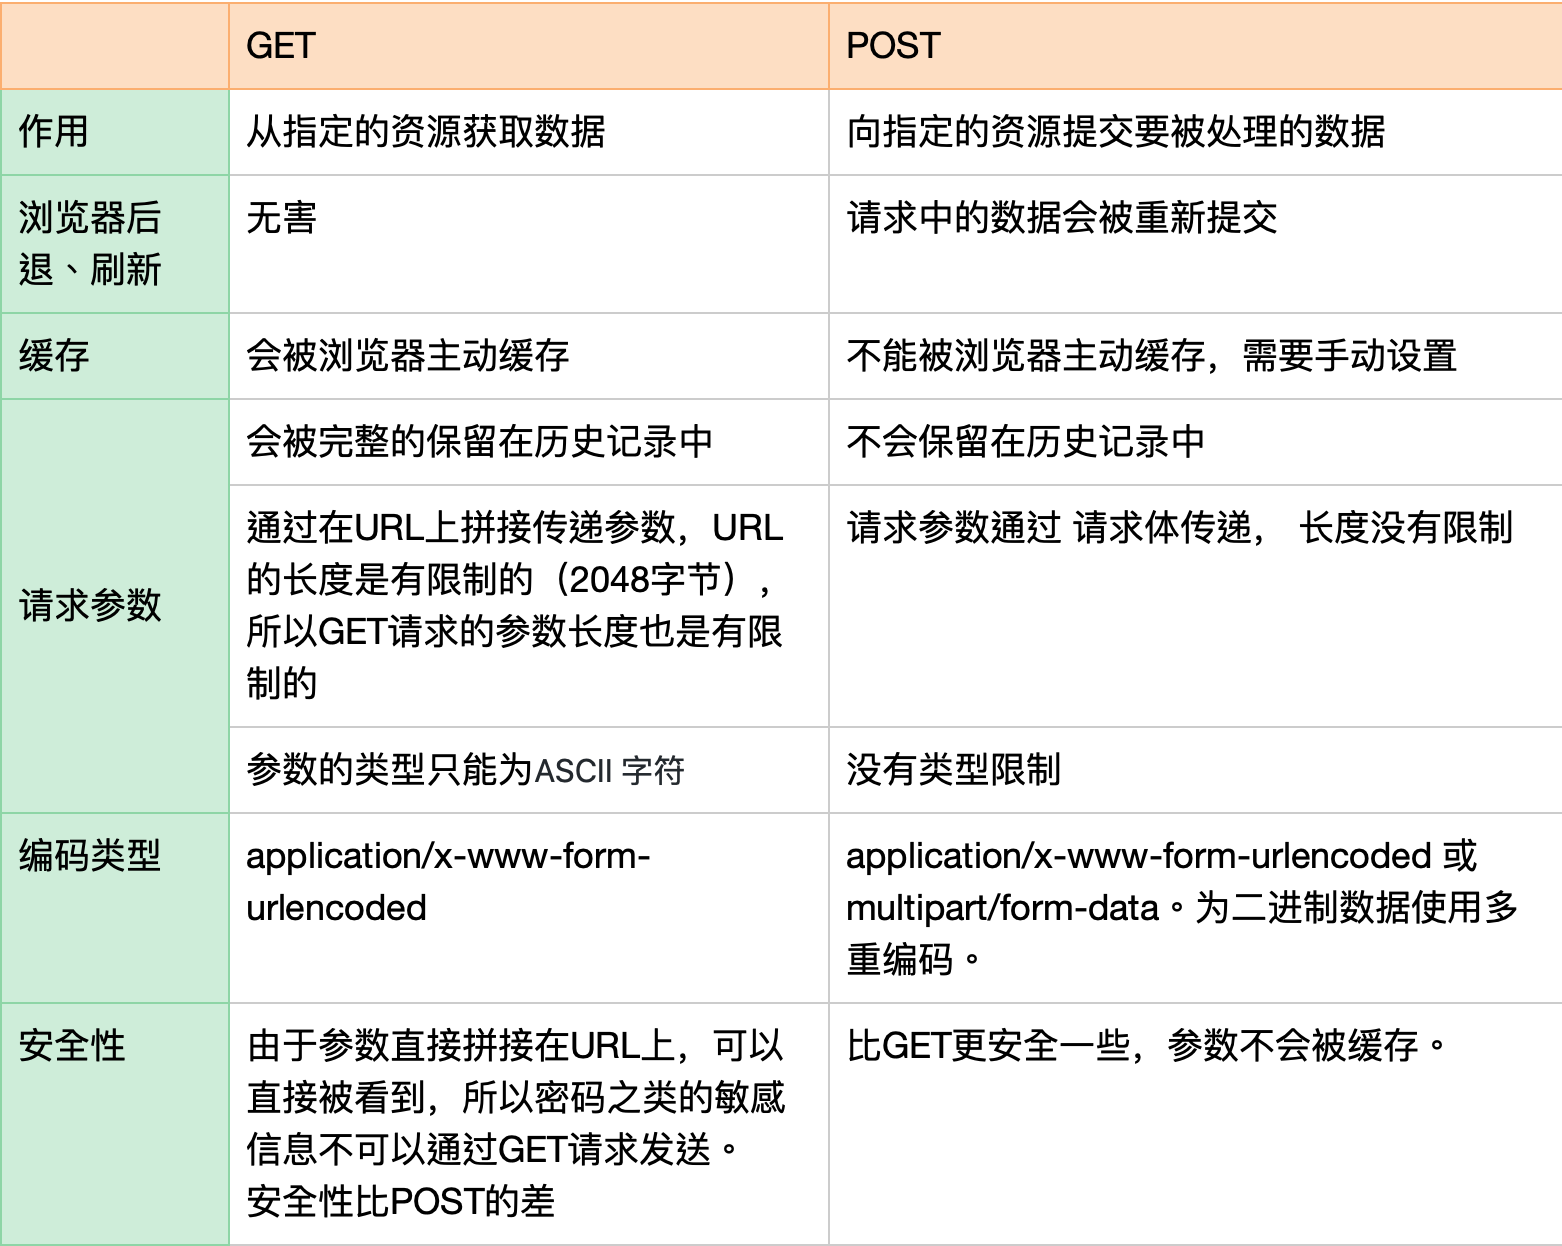 GET
POST
作用
从指定的资源获取数据
向指定的资源提交要被处理的数据
浏览器后
退、刷新
无害
请求中的数据会被重新提交
缓存
会被浏览器主动缓存
不能被浏览器主动缓存，需要手动设置
请求参数
会被完整的保留在历史记录中
不会保留在历史记录中
通过在URL上拼接传递参数，URL
的长度是有限制的（2048字节），
所以GET请求的参数长度也是有限
制的
请求参数通过 请求体传递， 长度没有限制
参数的类型只能为ASCII 字符
没有类型限制
编码类型
application/x-www-form-
urlencoded
application/x-www-form-urlencoded 或
multipart/form-data。为二进制数据使用多
重编码。
安全性
由于参数直接拼接在URL上，可以
直接被看到，所以密码之类的敏感
信息不可以通过GET请求发送。
安全性比POST的差
比GET更安全一些，参数不会被缓存。